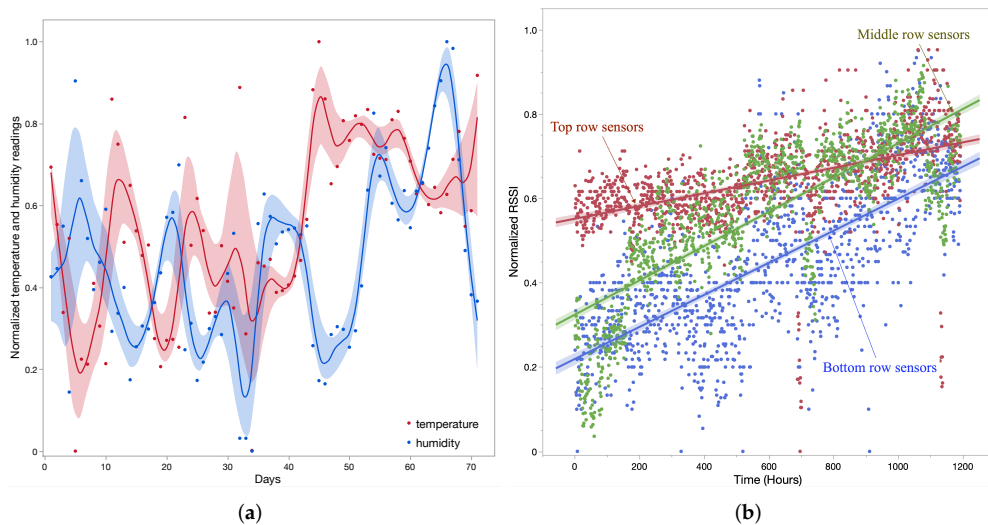 Normalized temperature and humidity readings
1.0
0.8
0.6
0.4
0.2
0
0 10 20 30 40 50 60 70
Days
temperature
humidity
(a)
Normalized RSSI
1.0
0.8
0.6
0.4
0.2
0
0 200 400 600 800 1000 1200
Time (Hours)
Middle row sensors
Top row sensors
Bottom row sensors
(b)